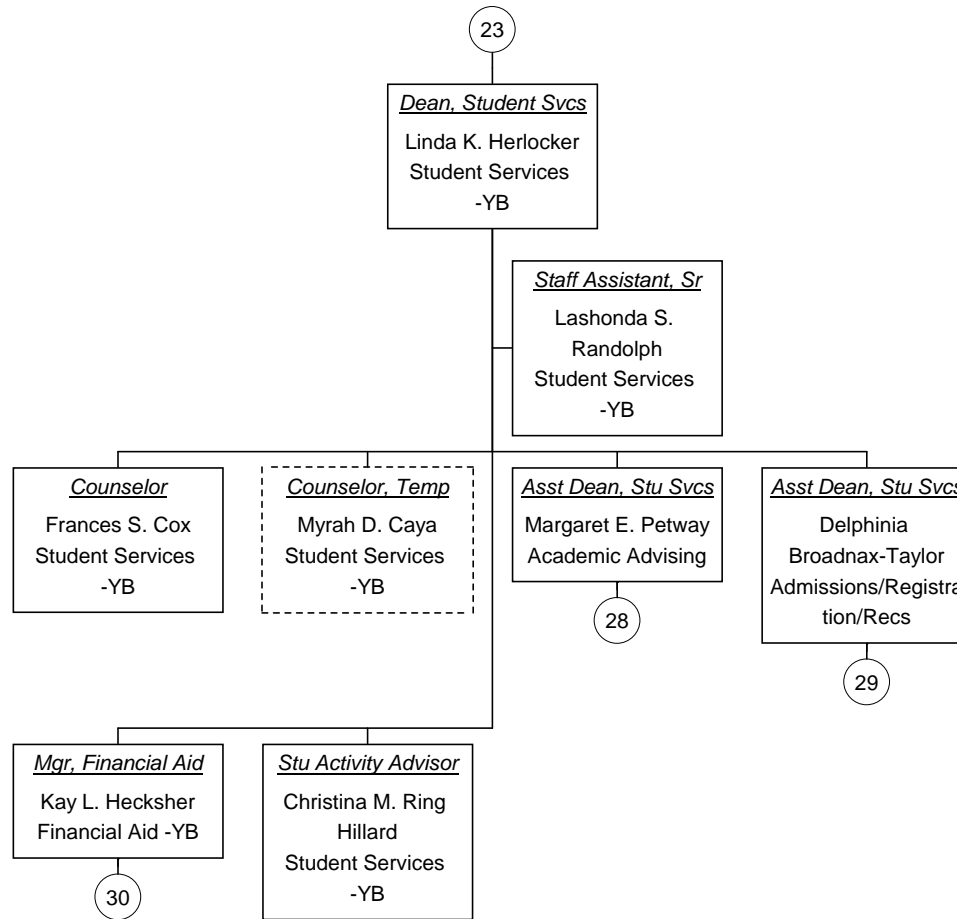 23
Dean, Student Svcs
Linda K. Herlocker
Student Services
-YB
Staff Assistant, Sr
Lashonda S.
Randolph
Student Services
-YB
Counselor
Frances S. Cox
Student Services
-YB
Counselor, Temp
Myrah D. Caya
Student Services
-YB
Asst Dean, Stu Svcs
Margaret E. Petway
Academic Advising
28
Asst Dean, Stu Svcs
Delphinia
Broadnax-Taylor
Admissions/Registra
tion/Recs
29
Mgr, Financial Aid
Kay L. Hecksher
Financial Aid -YB
30
Stu Activity Advisor
Christina M. Ring
Hillard
Student Services
-YB